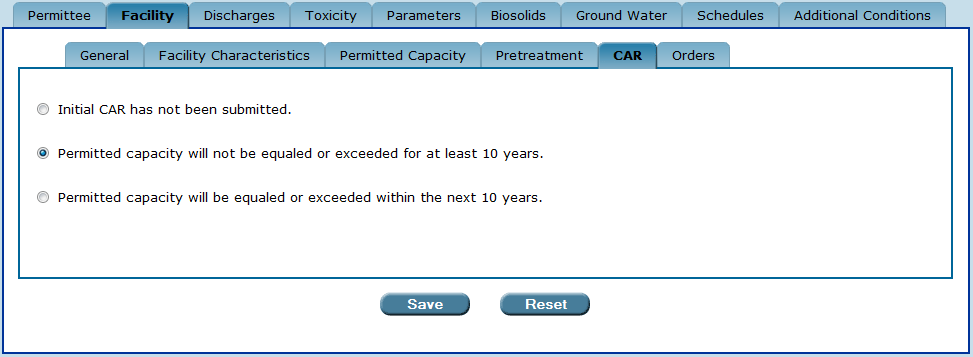 Permittee Facility Discharges Toxicity Parameters Biosolids Ground Water Schedules Additional Conditions
General Facility Characteristics Permitted Capacity Pretreatment CAR Orders
Initial CAR has not been submitted.
Permitted capacity will not be equaled or exceeded for at least 10 years.
Permitted capacity will be equaled or exceeded within the next 10 years.
Save Reset